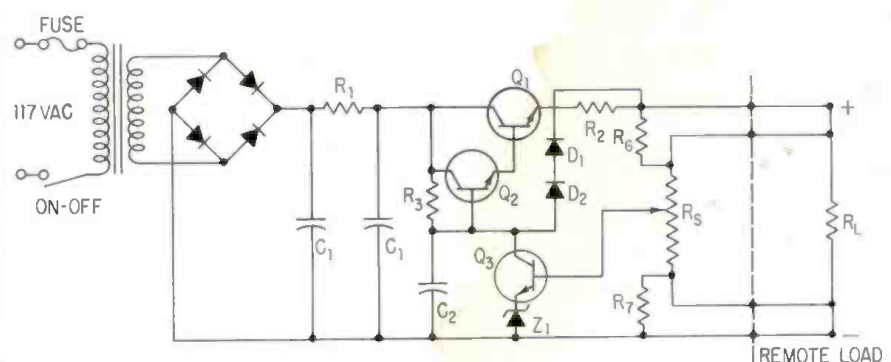 FUSE
117 VAC
ON-OFF
R1
C1
C1
R3
C2
Q1
Q2
Q3
Z1
D1
D2
R2
R6
RS
R7
+
RL
−
REMOTE LOAD